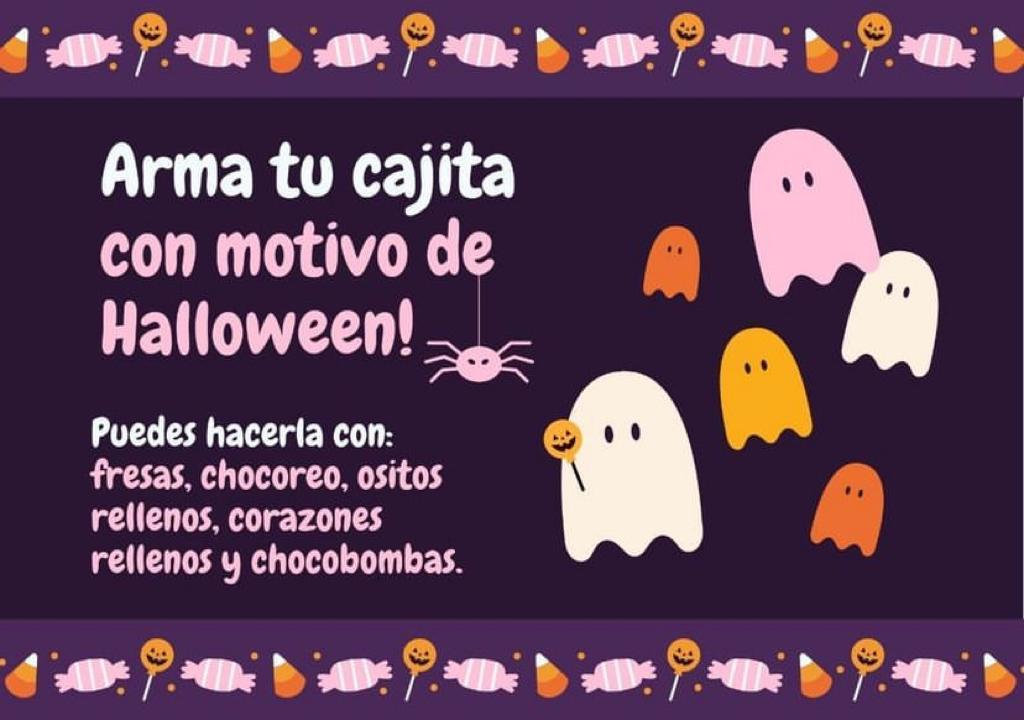 Arma tu cajita
con motivo de
Halloween!
Puedes hacerla con:
fresas, chocoreo, ositos
rellenos, corazones
rellenos y chocobombas.